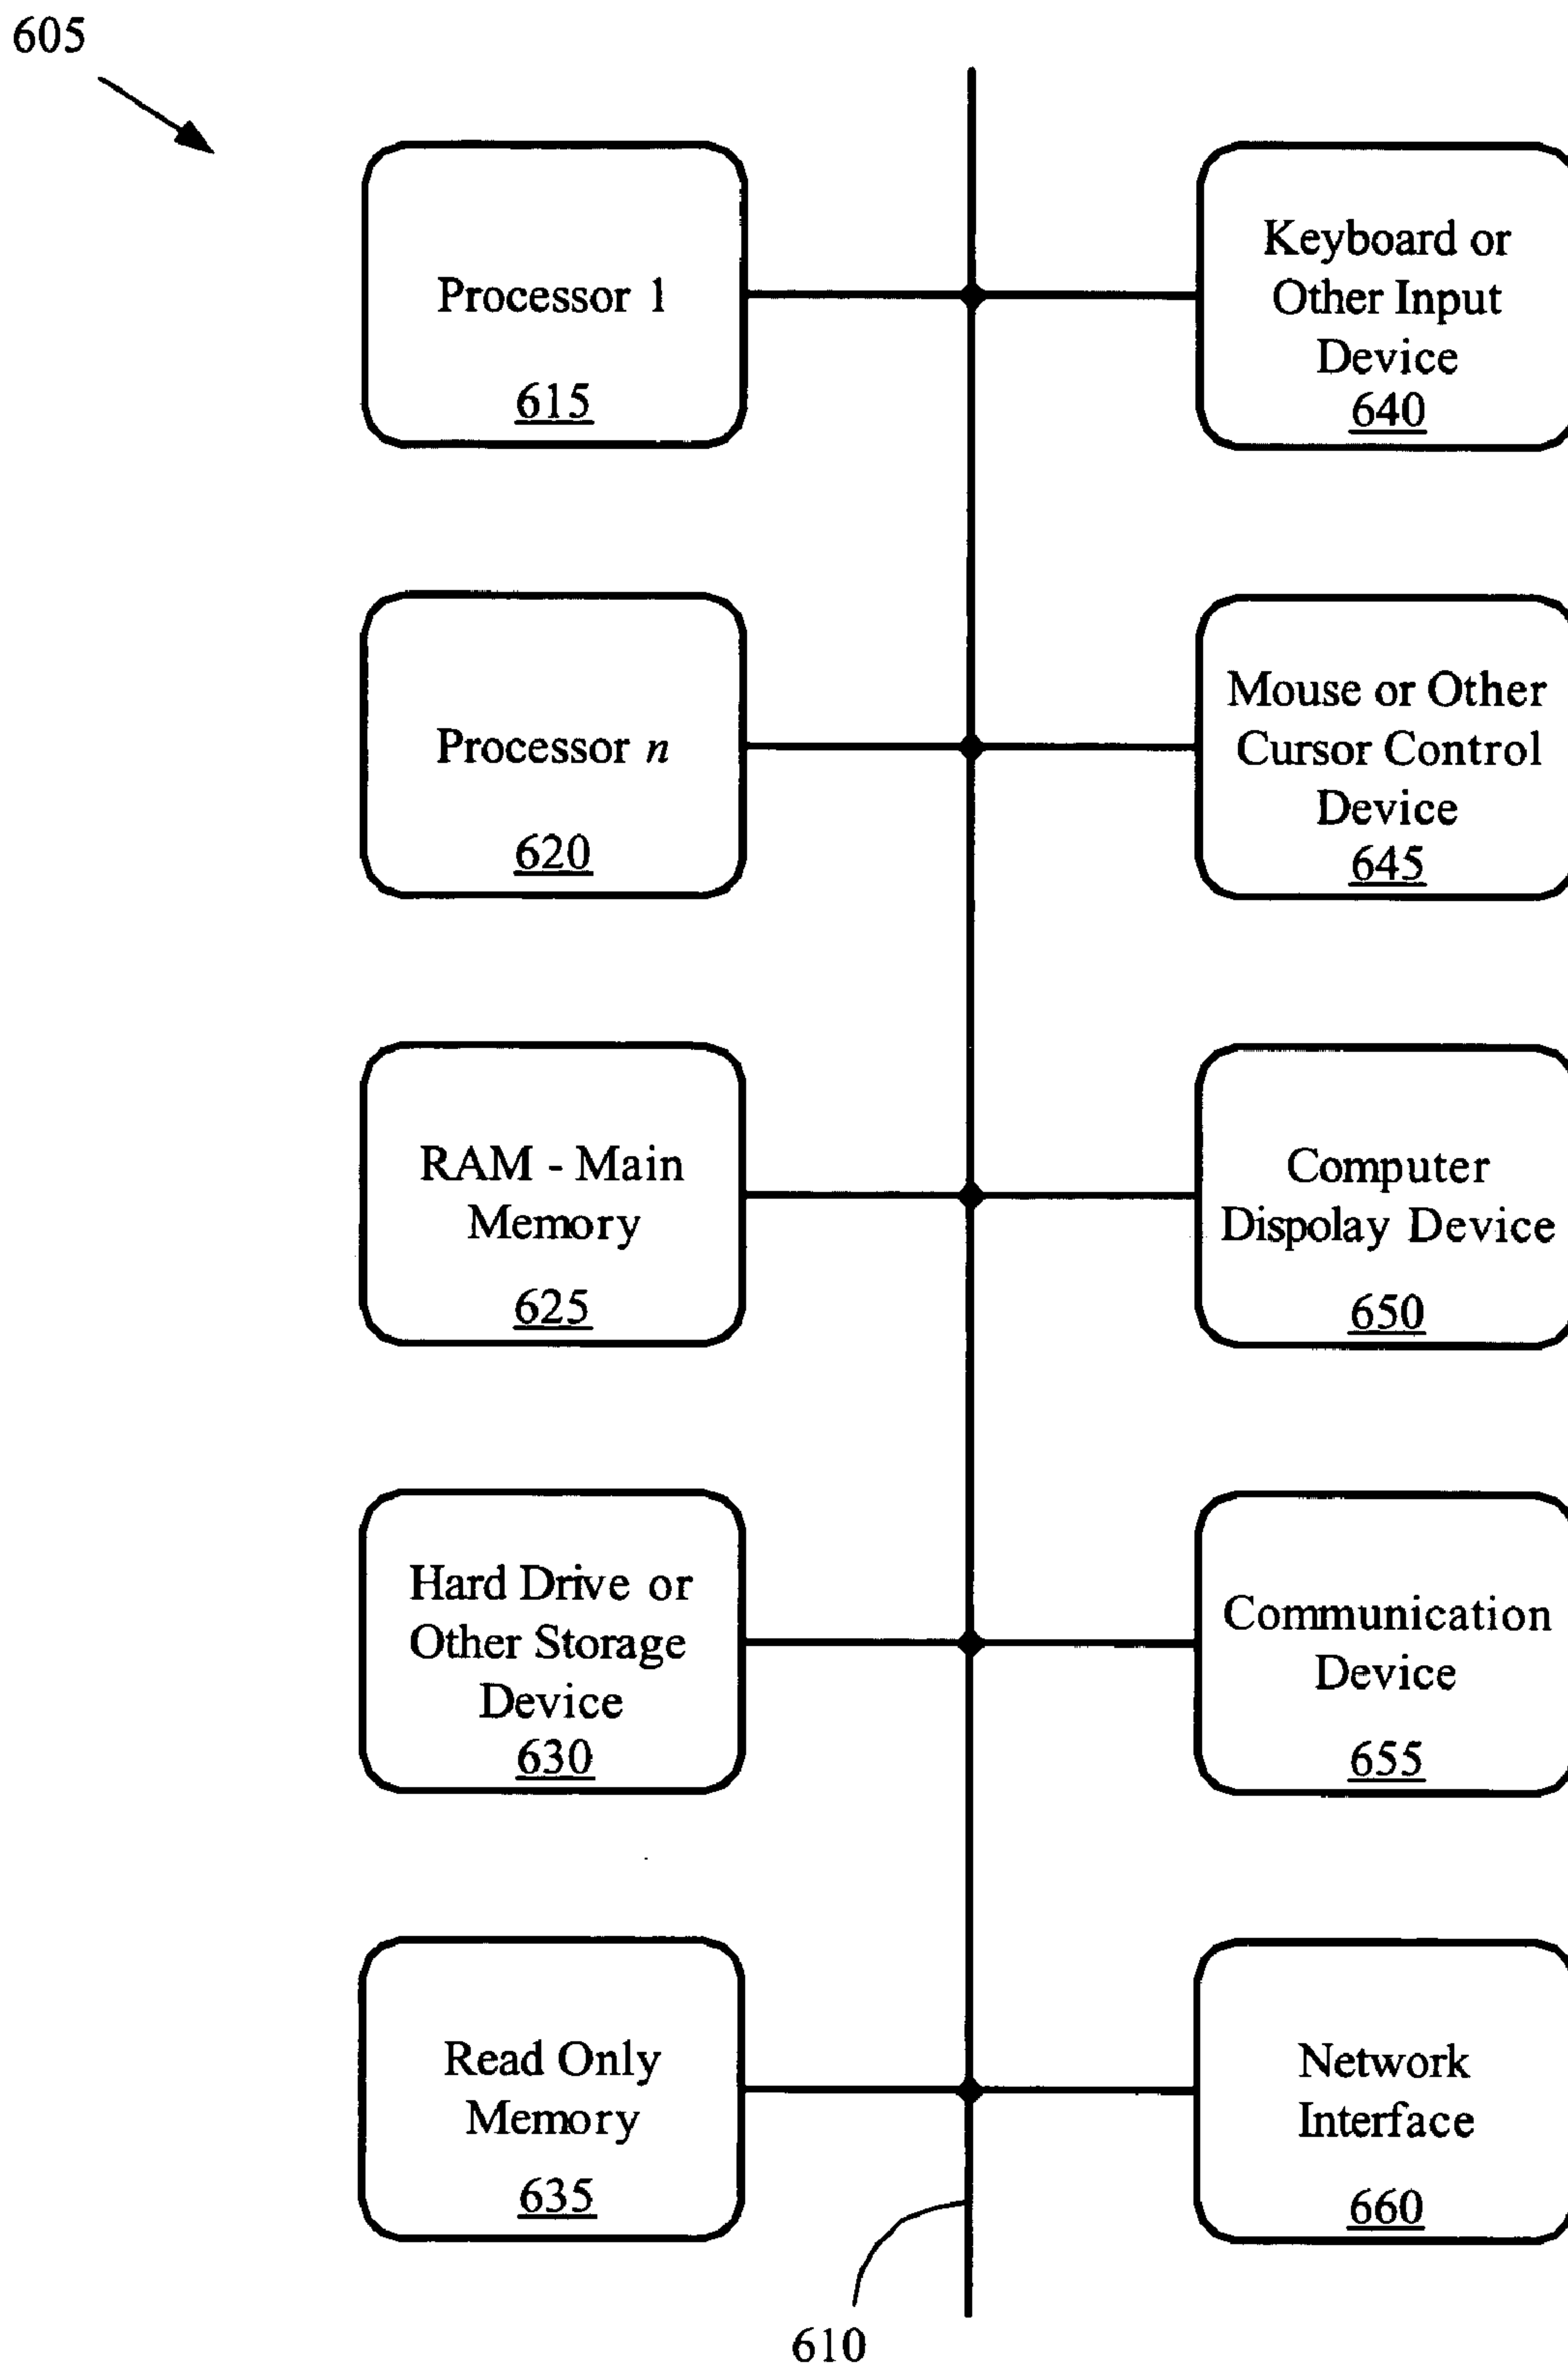 605
Processor 1
615
Keyboard or
Other Input
Device
640
Processor n
620
Mouse or Other
Cursor Control
Device
645
RAM - Main
Memory
625
Computer
Dispolay Device
650
Hard Drive or
Other Storage
Device
630
Communication
Device
655
Read Only
Memory
635
Network
Interface
660
610